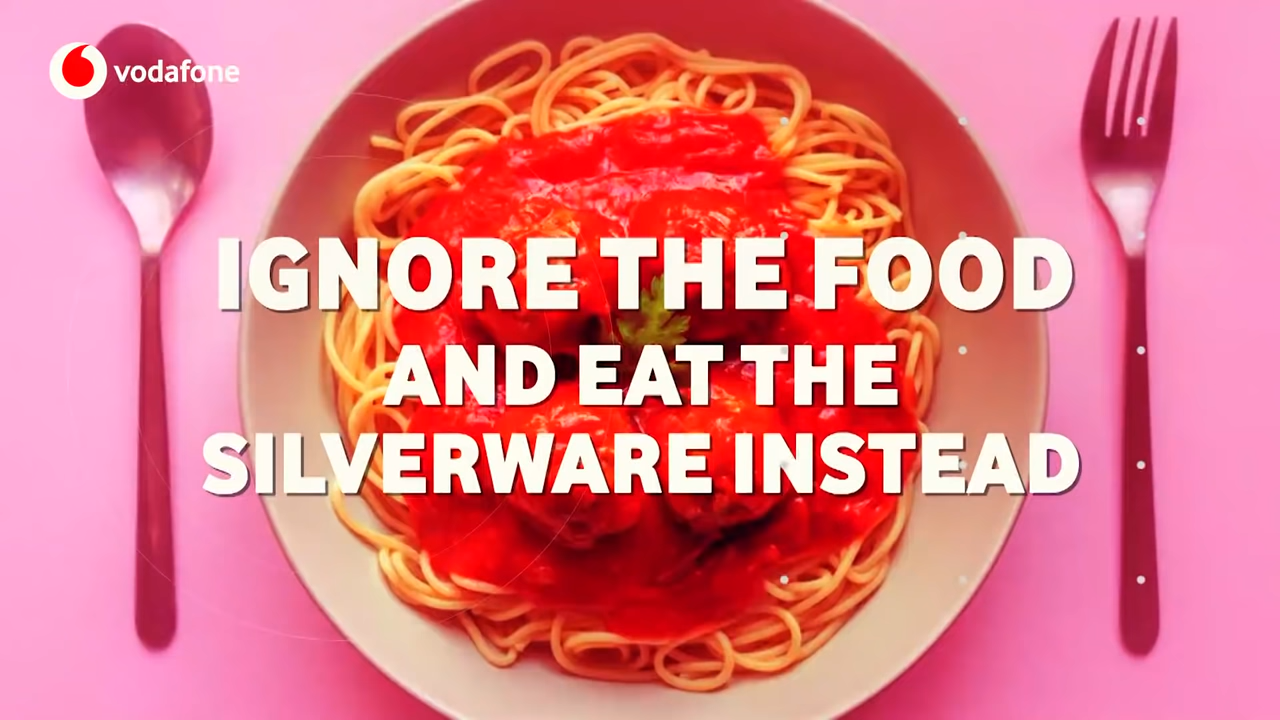 vodafone
IGNORE THE FOOD
AND EAT THE
SILVERWARE INSTEAD